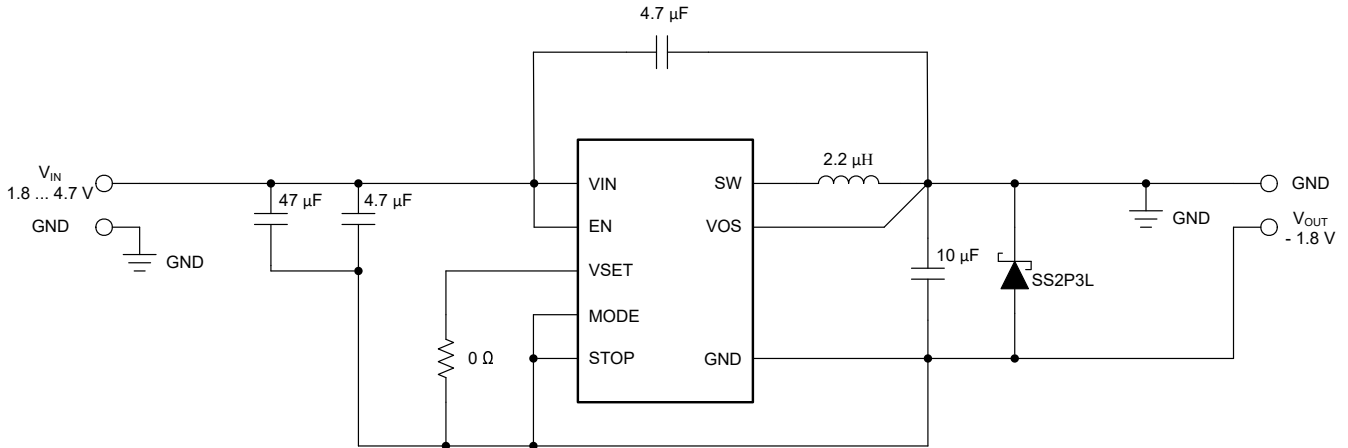 4.7 µF
V_IN
1.8 ... 4.7 V
GND
GND
47 µF
4.7 µF
VIN
EN
VSET
MODE
STOP
SW
VOS
GND
0 Ω
2.2 µH
10 µF
SS2P3L
GND
GND
V_OUT
- 1.8 V